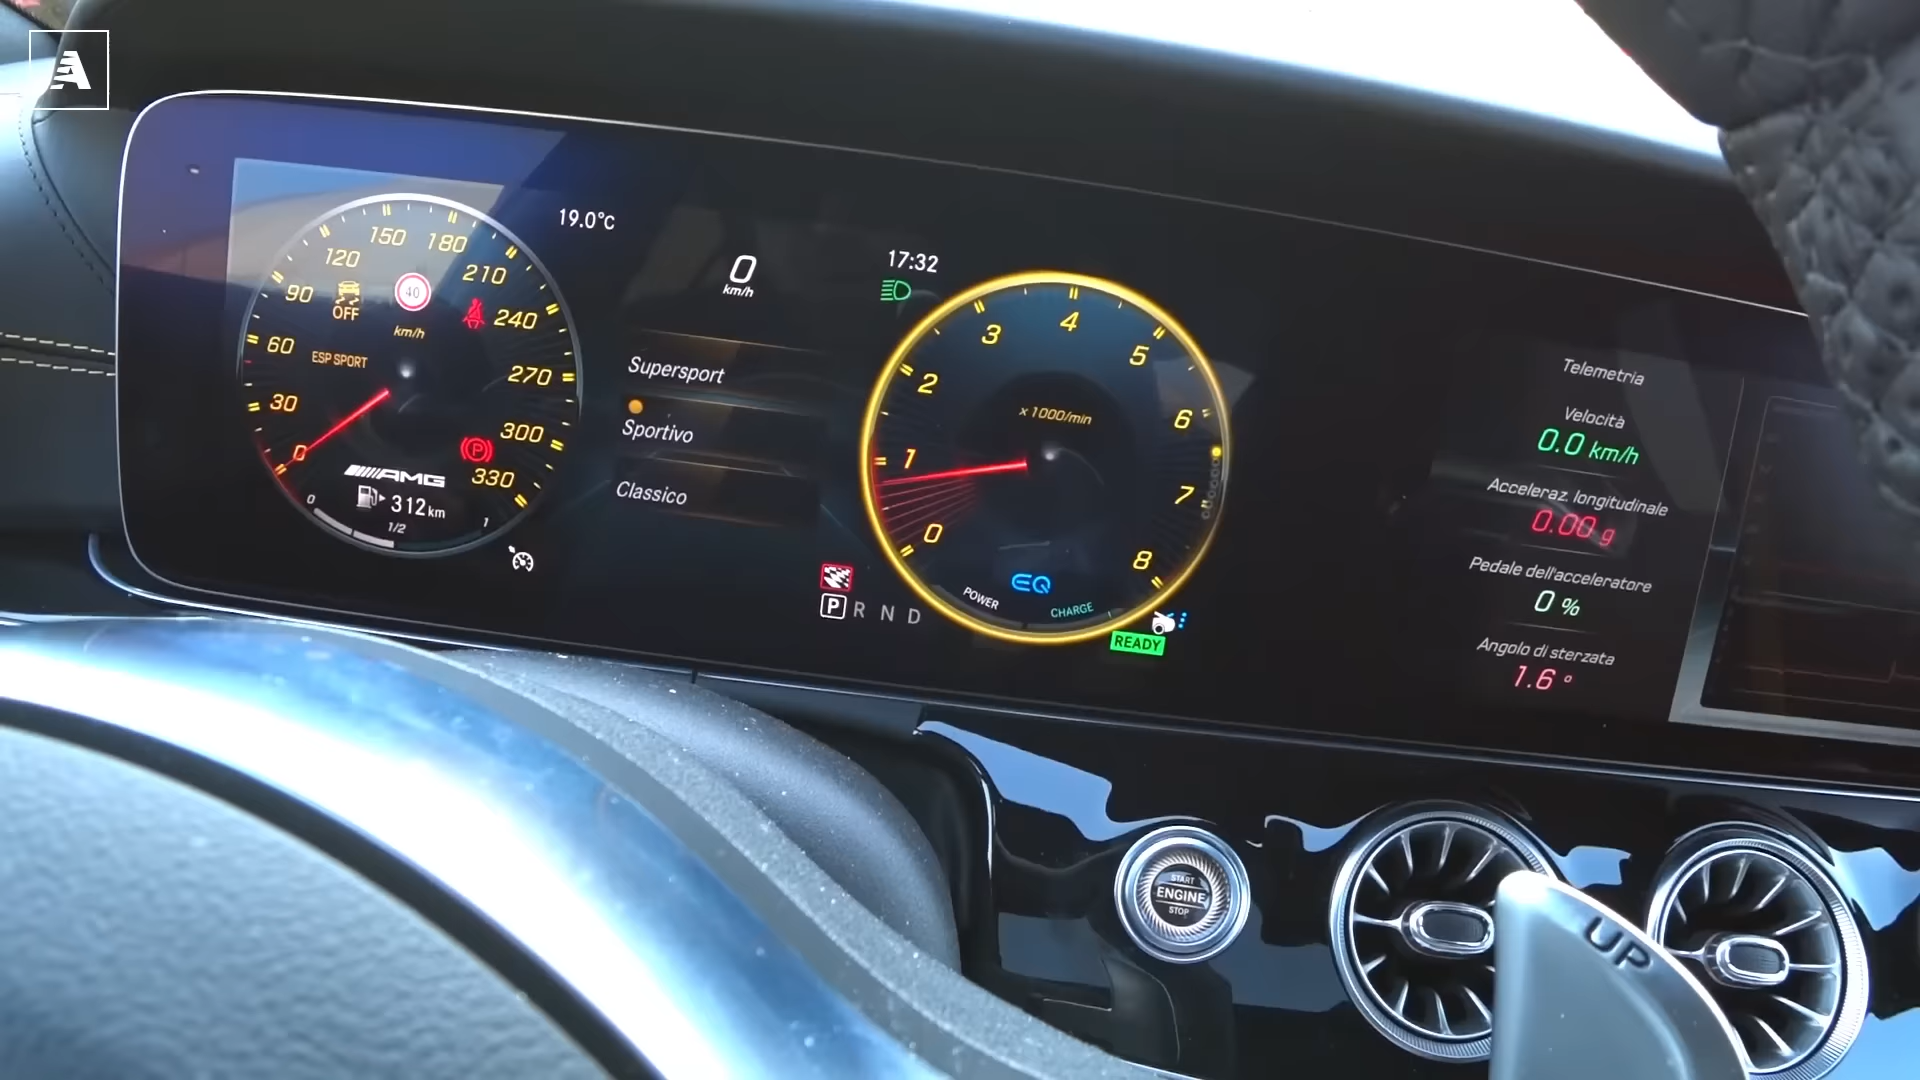 A
19.0°C
150 180
120 210
90 40 240
OFF
km/h
60 ESP SPORT 270
30 300
0 330
AMG
312 km
0 1/2 1
0
km/h
17:32
Supersport
Sportivo
Classico
P R N D
4
3 5
2 6
x 1000/min
1 7
0 8
EQ
POWER CHARGE
READY
P
Telemetria
Velocità
0.0 km/h
Acceleraz. longitudinale
0.00 g
Pedale dell'acceleratore
0 %
Angolo di sterzata
1.6 °
START
ENGINE
STOP
UP